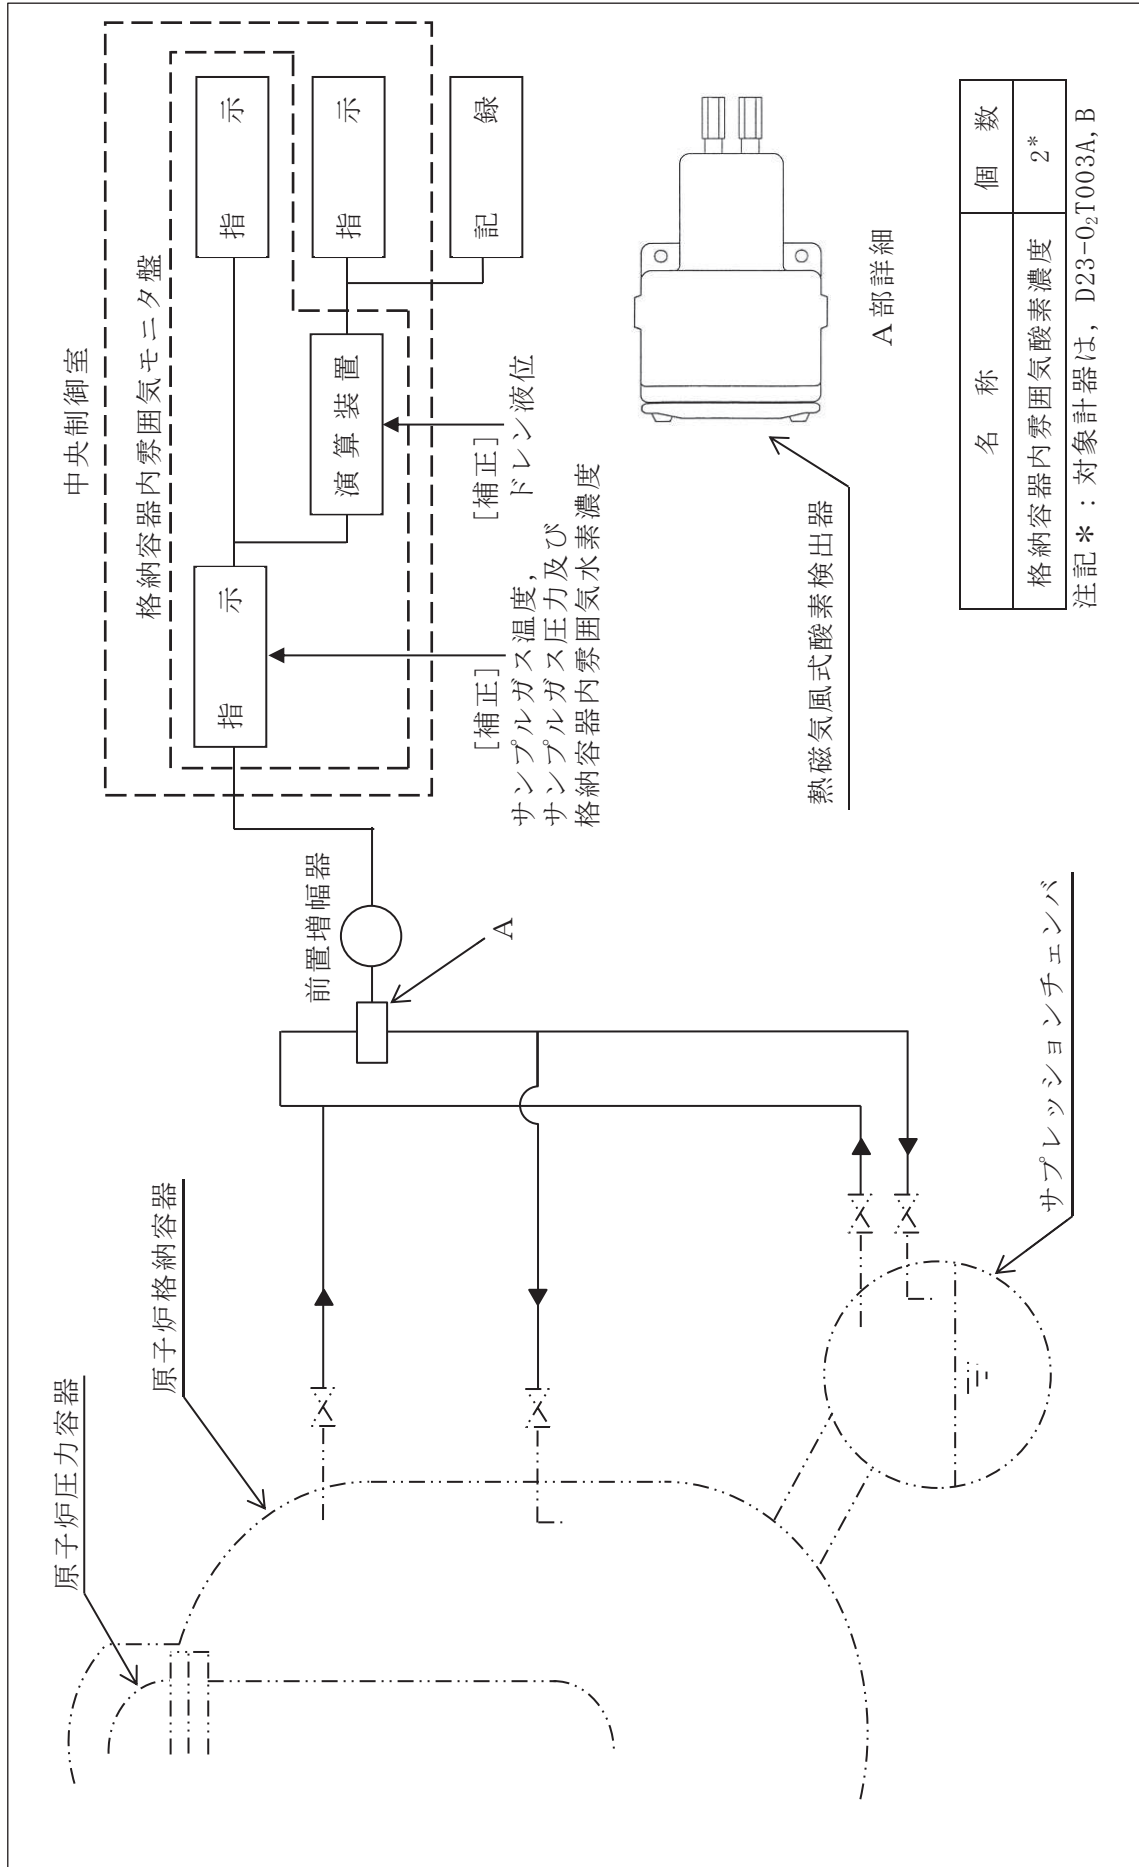 中央制御室
格納容器内雰囲気モニタ盤
指 示
指 示
指 示
演算装置
記 録
前置増幅器
A
[補正]
サンプルガス温度,
サンプルガス圧力及び
格納容器内雰囲気水素濃度
[補正]
ドレン液位
原子炉圧力容器
原子炉格納容器
サプレッションチェンバ
熱磁気風式酸素検出器
A部詳細
名 称 個 数
格納容器内雰囲気酸素濃度 2*
注記*:対象計器は, D23-O₂T003A, B